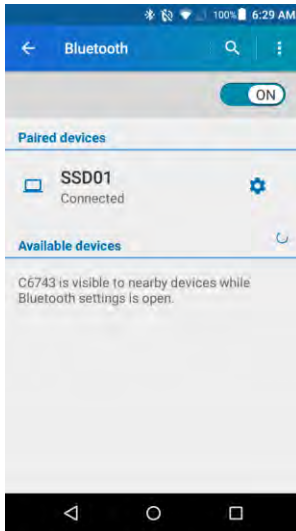 100% 6:29 AM
Bluetooth
ON
Paired devices
SSD01
Connected
Available devices
C6743 is visible to nearby devices while
Bluetooth settings is open.